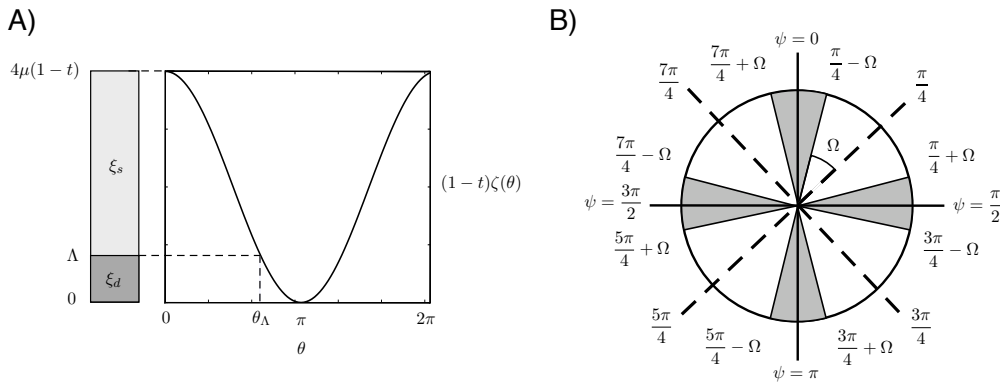 A)
4μ(1-t)
ξ_s
Λ
ξ_d
0
0
θ_Λ
π
2π
θ
(1-t)ζ(θ)
B)
ψ = 0
7π/4 + Ω
π/4 - Ω
7π/4
π/4
Ω
7π/4 - Ω
π/4 + Ω
ψ = 3π/2
ψ = π/2
5π/4 + Ω
3π/4 - Ω
5π/4
3π/4
5π/4 - Ω
3π/4 + Ω
ψ = π